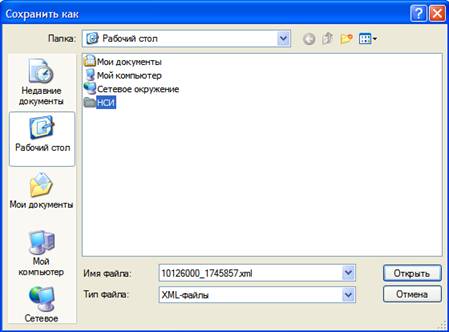 Сохранить как
Папка: Рабочий стол
Недавние документы
Рабочий стол
Мои документы
Мой компьютер
Сетевое
Мои документы
Мой компьютер
Сетевое окружение
НСИ
Имя файла: 10126000_1745857.xml Открыть
Тип файла: XML-файлы Отмена